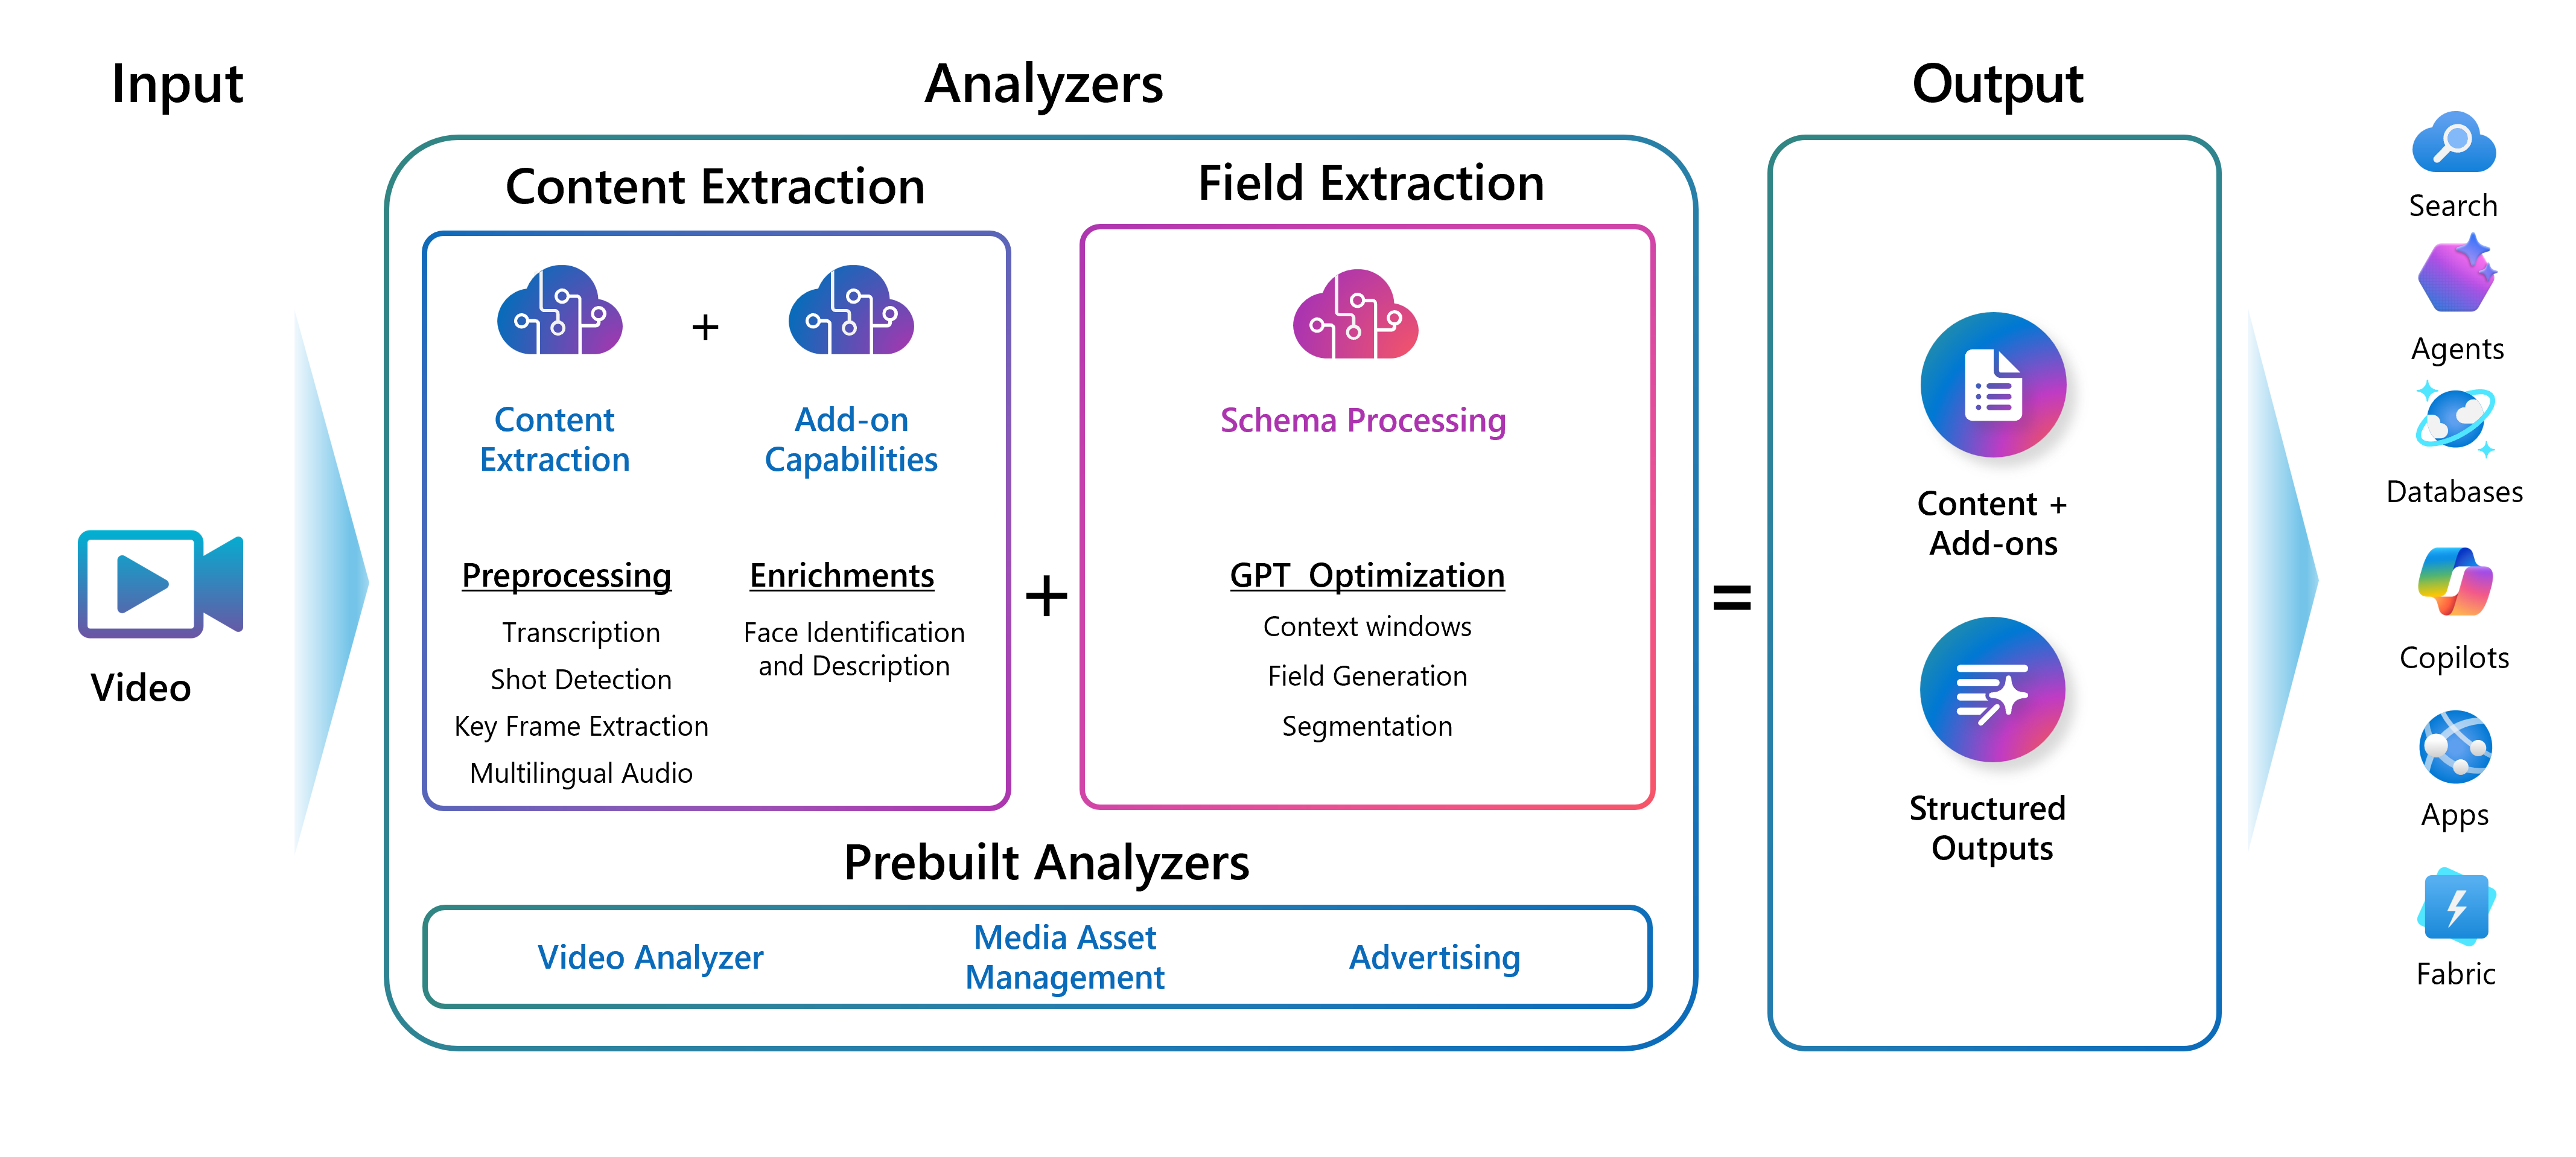 Input
Analyzers
Output
Content Extraction
Field Extraction
+
Content
Extraction
Add-on
Capabilities
Schema Processing
Preprocessing
Transcription
Shot Detection
Key Frame Extraction
Multilingual Audio
Enrichments
Face Identification
and Description
+
GPT Optimization
Context windows
Field Generation
Segmentation
Prebuilt Analyzers
Video Analyzer
Media Asset
Management
Advertising
Video
=
Content +
Add-ons
Structured
Outputs
Search
Agents
Databases
Copilots
Apps
Fabric